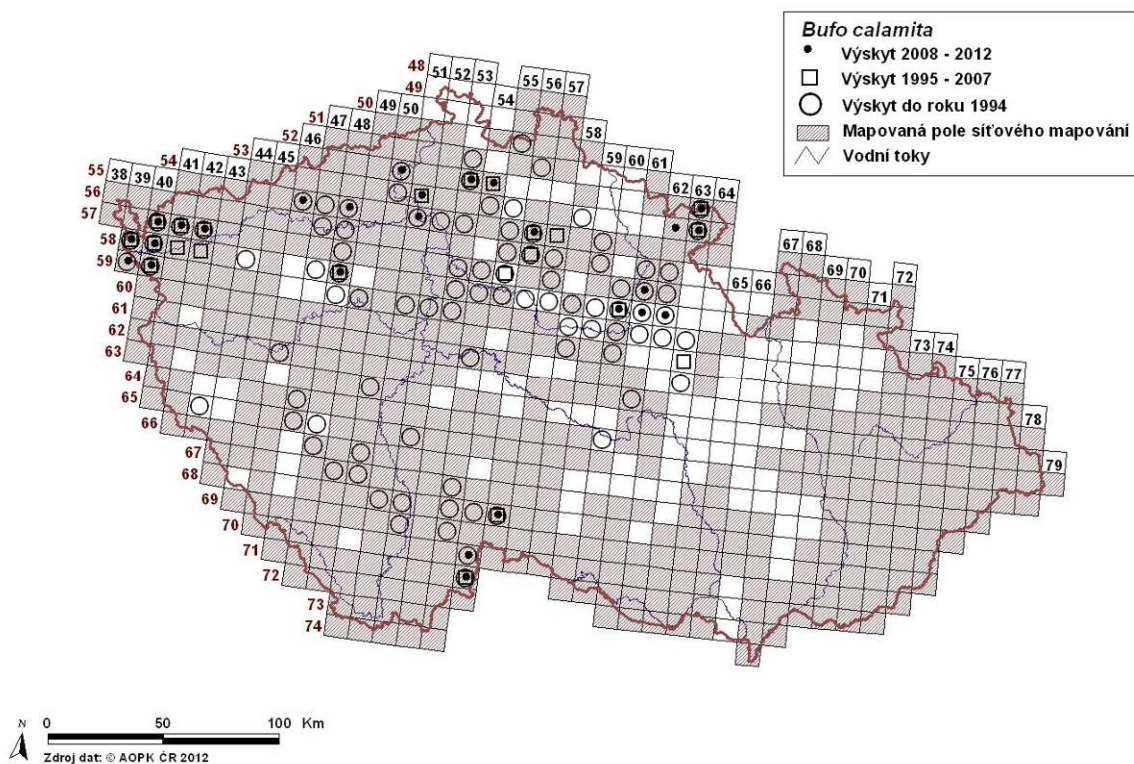 Bufo calamita
Výskyt 2008 - 2012
Výskyt 1995 - 2007
Výskyt do roku 1994
Mapovaná pole síťového mapování
Vodní toky
48 51 52 53 55 56 57
49 54
50 49 50 58
51 47 48 59 60 61
52 46 62 63 64
53 44 45
54 41 42 43
55 38 39 40
56
57
58 67 68
59 69 70 72
60 65 66 71
61
62 73 74
63 75 76 77
64
65 78
66
67 79
68
69
70
71
72
73
74
N 0 50 100 Km
Zdroj dat: © AOPK ČR 2012